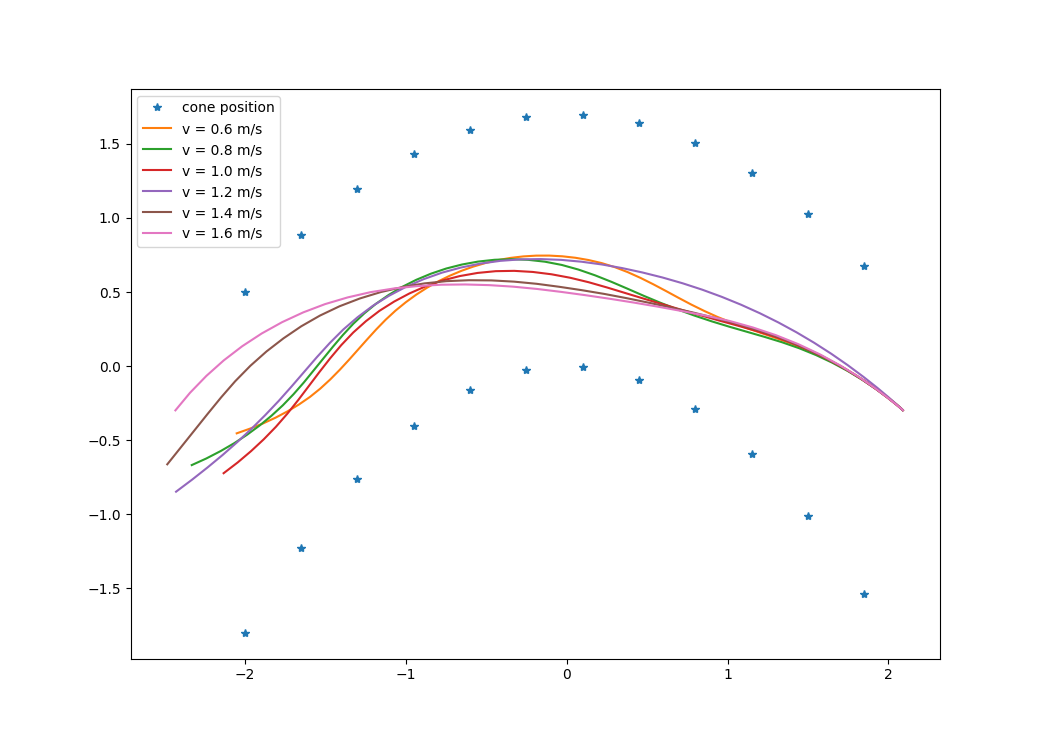 cone position
v = 0.6 m/s
v = 0.8 m/s
v = 1.0 m/s
v = 1.2 m/s
v = 1.4 m/s
v = 1.6 m/s
1.5
1.0
0.5
0.0
−0.5
−1.0
−1.5
−2 −1 0 1 2